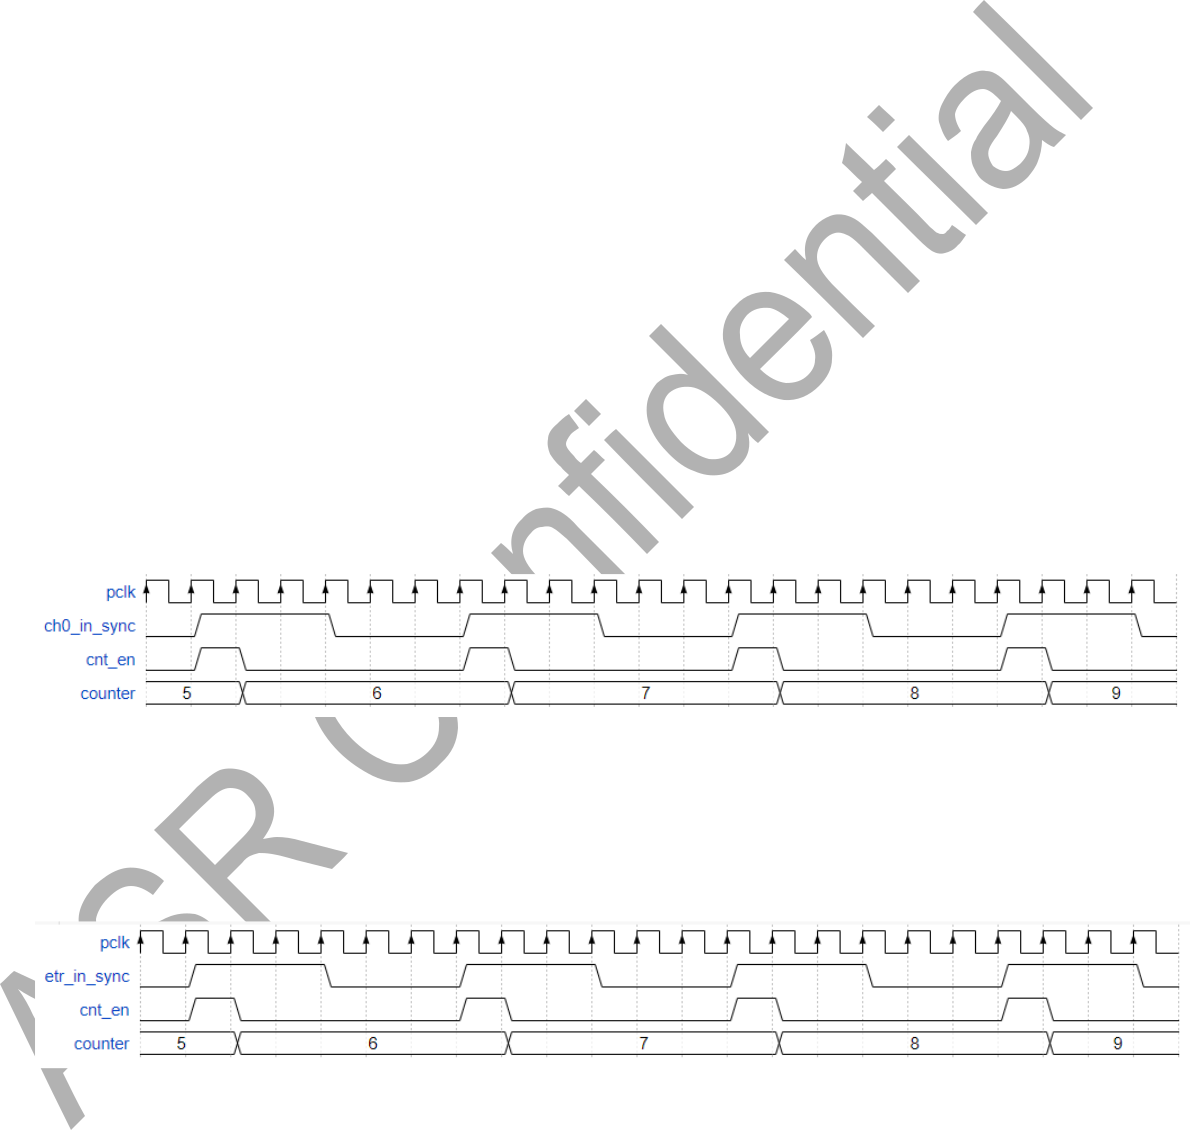 ASR Confidential
pclk
ch0_in_sync
cnt_en
counter 5 6 7 8 9
pclk
etr_in_sync
cnt_en
counter 5 6 7 8 9